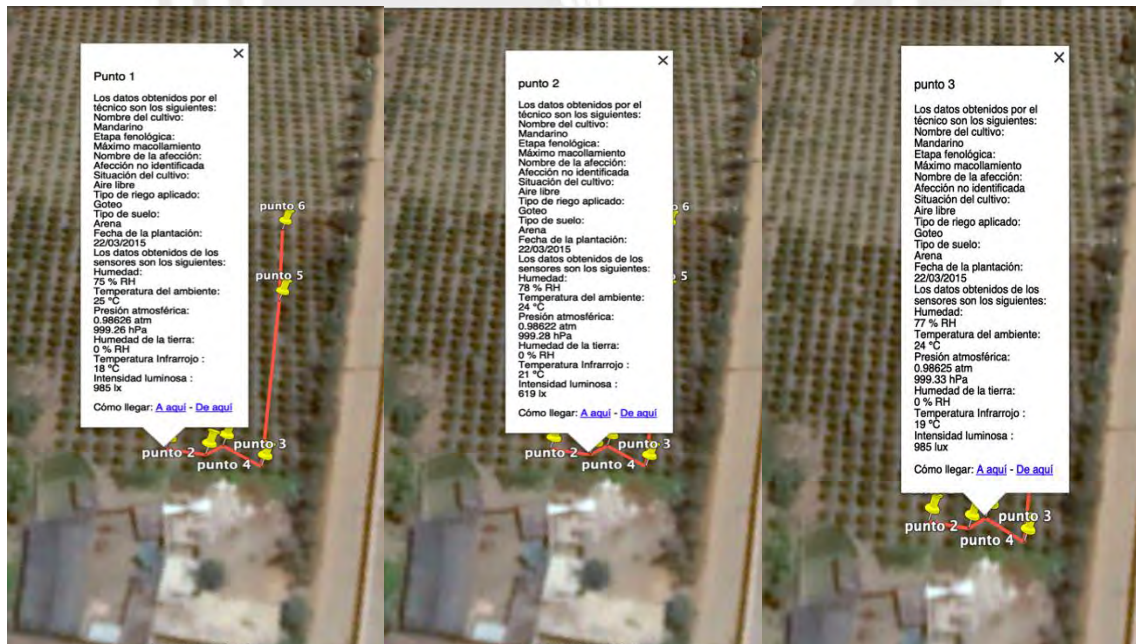 Punto 1
Los datos obtenidos por el
técnico son los siguientes:
Nombre del cultivo:
Mandarino
Etapa fenológica:
Máximo macollamiento
Nombre de la afección:
Afección no identificada
Situación del cultivo:
Aire libre
Tipo de riego aplicado:
Goteo
Tipo de suelo:
Arena
Fecha de la plantación:
22/03/2015
Los datos obtenidos de los
sensores son los siguientes:
Humedad:
75 % RH
Temperatura del ambiente:
25 °C
Presión atmosférica:
0.98626 atm
999.26 hPa
Humedad de la tierra:
0 % RH
Temperatura Infrarrojo :
18 °C
Intensidad luminosa :
985 lx
Cómo llegar: A aquí - De aquí
punto 6
punto 5
punto 3
punto 2
punto 4
punto 2
Los datos obtenidos por el
técnico son los siguientes:
Nombre del cultivo:
Mandarino
Etapa fenológica:
Máximo macollamiento
Nombre de la afección:
Afección no identificada
Situación del cultivo:
Aire libre
Tipo de riego aplicado:
Goteo
Tipo de suelo:
Arena
Fecha de la plantación:
22/03/2015
Los datos obtenidos de los
sensores son los siguientes:
Humedad:
78 % RH
Temperatura del ambiente:
24 °C
Presión atmosférica:
0.98622 atm
999.28 hPa
Humedad de la tierra:
0 % RH
Temperatura Infrarrojo :
21 °C
Intensidad luminosa :
619 lx
Cómo llegar: A aquí - De aquí
o 6
5
punto 3
punto 2
punto 4
punto 3
Los datos obtenidos por el
técnico son los siguientes:
Nombre del cultivo:
Mandarino
Etapa fenológica:
Máximo macollamiento
Nombre de la afección:
Afección no identificada
Situación del cultivo:
Aire libre
Tipo de riego aplicado:
Goteo
Tipo de suelo:
Arena
Fecha de la plantación:
22/03/2015
Los datos obtenidos de los
sensores son los siguientes:
Humedad:
77 % RH
Temperatura del ambiente:
24 °C
Presión atmosférica:
0.98625 atm
999.33 hPa
Humedad de la tierra:
0 % RH
Temperatura Infrarrojo :
19 °C
Intensidad luminosa :
985 lux
Cómo llegar: A aquí - De aquí
punto 3
punto 2
punto 4